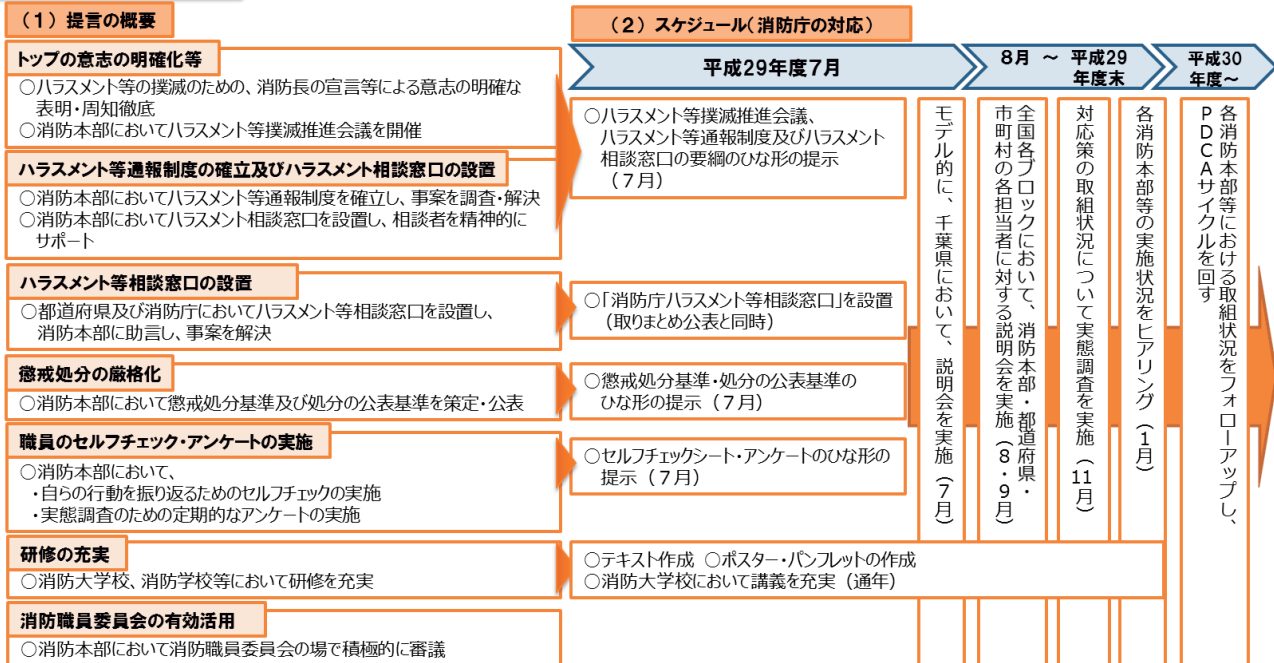 （１）提言の概要
トップの意志の明確化等
○ハラスメント等の撲滅のための、消防長の宣言等による意志の明確な
表明・周知徹底
○消防本部においてハラスメント等撲滅推進会議を開催
ハラスメント等通報制度の確立及びハラスメント相談窓口の設置
○消防本部においてハラスメント等通報制度を確立し、事案を調査・解決
○消防本部においてハラスメント相談窓口を設置し、相談者を精神的に
サポート
ハラスメント等相談窓口の設置
○都道府県及び消防庁においてハラスメント等相談窓口を設置し、
消防本部に助言し、事案を解決
懲戒処分の厳格化
○消防本部において懲戒処分基準及び処分の公表基準を策定・公表
職員のセルフチェック・アンケートの実施
○消防本部において、
・自らの行動を振り返るためのセルフチェックの実施
・実態調査のための定期的なアンケートの実施
研修の充実
○消防大学校、消防学校等において研修を充実
消防職員委員会の有効活用
○消防本部において消防職員委員会の場で積極的に審議
（２）スケジュール（消防庁の対応）
平成29年度7月
8月 ～ 平成29
年度末
平成30
年度～
○ハラスメント等撲滅推進会議、
ハラスメント等通報制度及びハラスメント
相談窓口の要綱のひな形の提示
（７月）
○「消防庁ハラスメント等相談窓口」を設置
（取りまとめ公表と同時）
○懲戒処分基準・処分の公表基準の
ひな形の提示（７月）
○セルフチェックシート・アンケートのひな形の
提示（７月）
○テキスト作成 ○ポスター・パンフレットの作成
○消防大学校において講義を充実（通年）
モデル的に、千葉県において、説明会を実施（７月）
全国各ブロックにおいて、消防本部・都道府県・
市町村の各担当者に対する説明会を実施（８・９月）
対応策の取組状況について実態調査を実施（11月）
各消防本部等の実施状況をヒアリング（１月）
各消防本部等における取組状況をフォローアップし、
ＰＤＣＡサイクルを回す